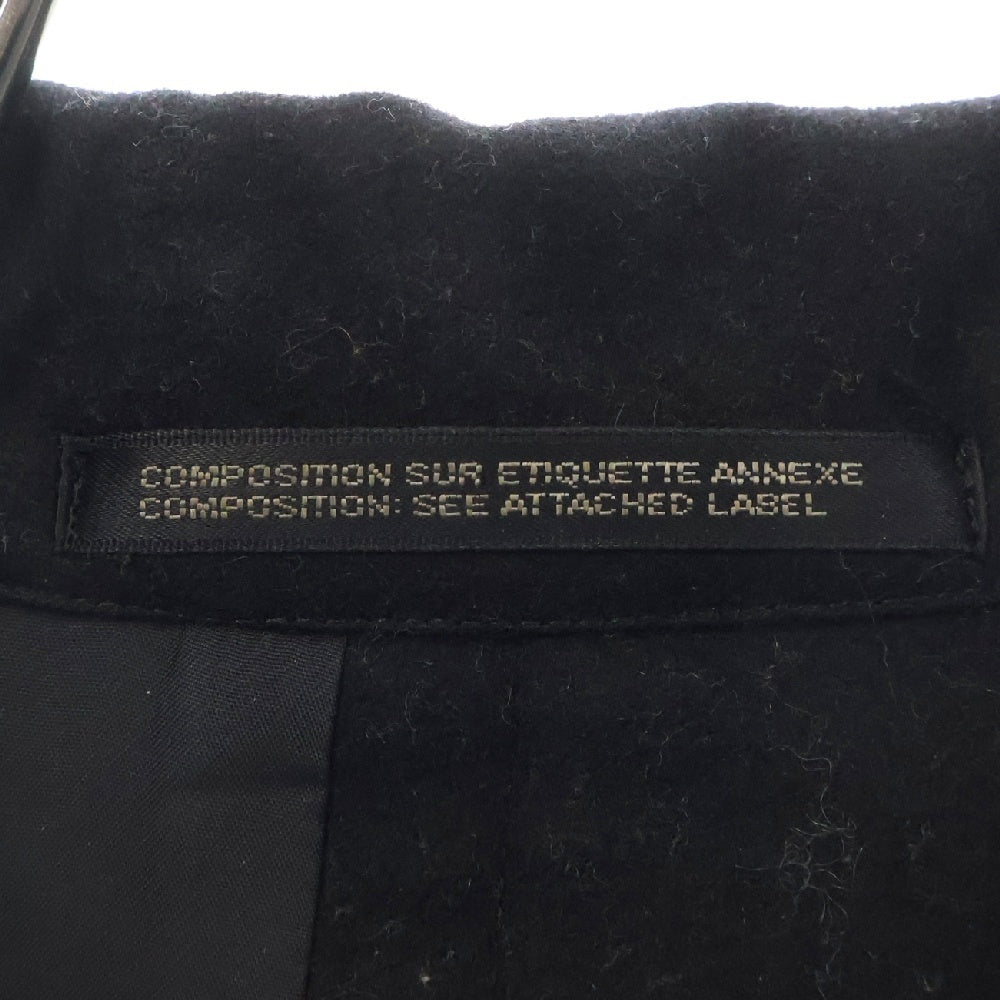 COMPOSITION SUR ETIQUETTE ANNEXE
COMPOSITION: SEE ATTACHED LABEL